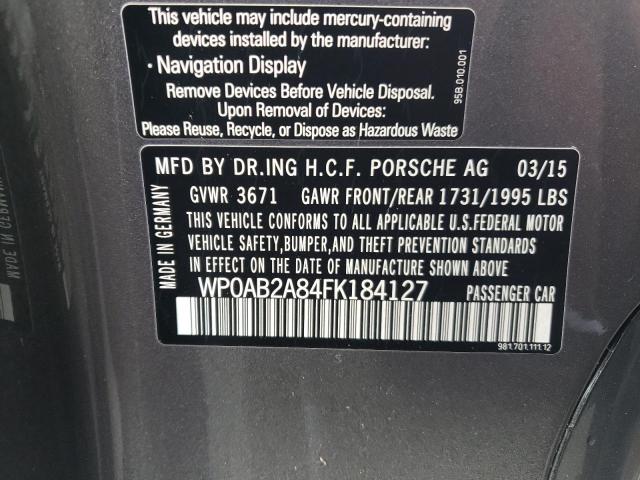 This vehicle may include mercury-containing
devices installed by the manufacturer:
· Navigation Display
Remove Devices Before Vehicle Disposal.
Upon Removal of Devices:
Please Reuse, Recycle, or Dispose as Hazardous Waste
95B.010.001
MFD BY DR.ING H.C.F. PORSCHE AG 03/15
GVWR 3671 GAWR FRONT/REAR 1731/1995 LBS
THIS VEHICLE CONFORMS TO ALL APPLICABLE U.S.FEDERAL MOTOR
VEHICLE SAFETY,BUMPER,AND THEFT PREVENTION STANDARDS
IN EFFECT ON THE DATE OF MANUFACTURE SHOWN ABOVE
WP0AB2A84FK184127 PASSENGER CAR
MADE IN GERMANY
981.701.111.12